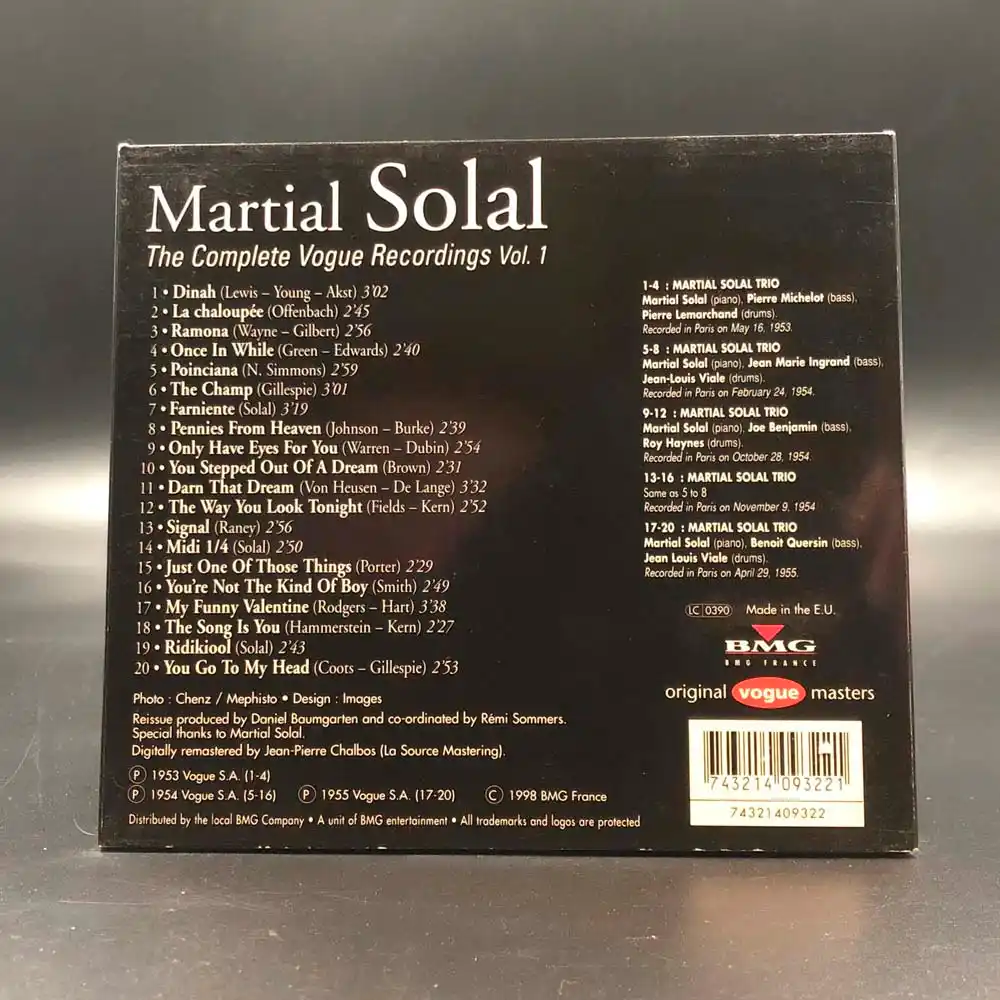 Martial Solal
The Complete Vogue Recordings Vol. 1
1 • Dinah (Lewis – Young – Akst) 3'02
2 • La chaloupée (Offenbach) 2'45
3 • Ramona (Wayne – Gilbert) 2'56
4 • Once In While (Green – Edwards) 2'40
5 • Poinciana (N. Simmons) 2'59
6 • The Champ (Gillespie) 3'01
7 • Farniente (Solal) 3'19
8 • Pennies From Heaven (Johnson – Burke) 2'39
9 • Only Have Eyes For You (Warren – Dubin) 2'54
10 • You Stepped Out Of A Dream (Brown) 2'31
11 • Darn That Dream (Von Heusen – De Lange) 3'32
12 • The Way You Look Tonight (Fields – Kern) 2'52
13 • Signal (Raney) 2'56
14 • Midi 1/4 (Solal) 2'50
15 • Just One Of Those Things (Porter) 2'29
16 • You're Not The Kind Of Boy (Smith) 2'49
17 • My Funny Valentine (Rodgers – Hart) 3'38
18 • The Song Is You (Hammerstein – Kern) 2'27
19 • Ridikiool (Solal) 2'43
20 • You Go To My Head (Coots – Gillespie) 2'53
Photo : Chenz / Mephisto • Design : Images
Reissue produced by Daniel Baumgarten and co-ordinated by Rémi Sommers.
Special thanks to Martial Solal.
Digitally remastered by Jean-Pierre Chalbos (La Source Mastering).
Ⓟ 1953 Vogue S.A. (1-4)
Ⓟ 1954 Vogue S.A. (5-16) Ⓟ 1955 Vogue S.A. (17-20) © 1998 BMG France
Distributed by the local BMG Company • A unit of BMG entertainment • All trademarks and logos are protected
1-4 : MARTIAL SOLAL TRIO
Martial Solal (piano), Pierre Michelot (bass),
Pierre Lemarchand (drums).
Recorded in Paris on May 16, 1953.
5-8 : MARTIAL SOLAL TRIO
Martial Solal (piano), Jean Marie Ingrand (bass),
Jean-Louis Viale (drums).
Recorded in Paris on February 24, 1954.
9-12 : MARTIAL SOLAL TRIO
Martial Solal (piano), Joe Benjamin (bass),
Roy Haynes (drums).
Recorded in Paris on October 28, 1954.
13-16 : MARTIAL SOLAL TRIO
Same as 5 to 8
Recorded in Paris on November 9, 1954
17-20 : MARTIAL SOLAL TRIO
Martial Solal (piano), Benoit Quersin (bass),
Jean Louis Viale (drums).
Recorded in Paris on April 29, 1955.
LC 0390 Made in the E.U.
BMG
BMG FRANCE
original vogue masters
743214 093221
74321409322